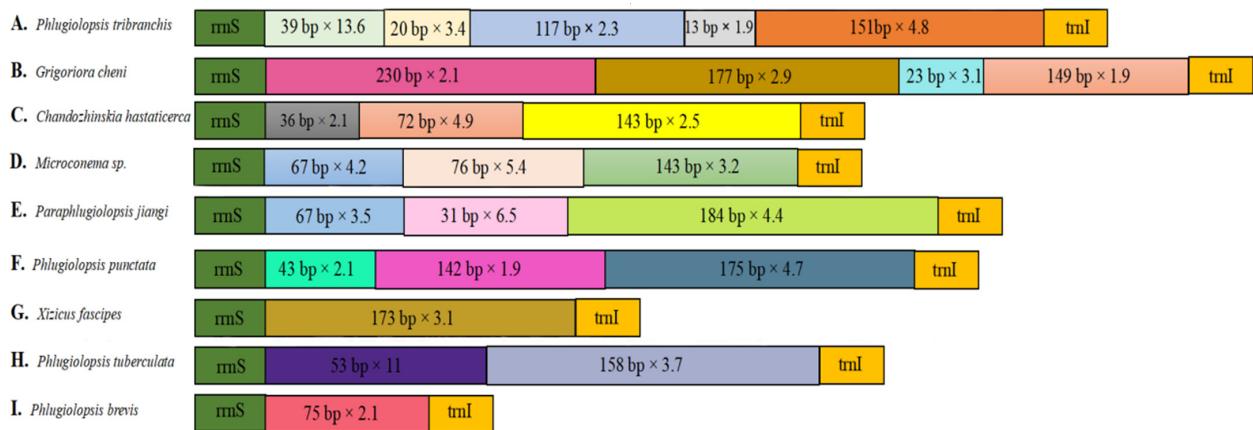 A. Phlugiolopsis tribranchis rrnS 39 bp × 13.6 20 bp × 3.4 117 bp × 2.3 13 bp × 1.9 151bp × 4.8 trnI
B. Grigoriora cheni rrnS 230 bp × 2.1 177 bp × 2.9 23 bp × 3.1 149 bp × 1.9 trnI
C. Chandozhinskia hastaticerca rrnS 36 bp × 2.1 72 bp × 4.9 143 bp × 2.5 trnI
D. Microconema sp. rrnS 67 bp × 4.2 76 bp × 5.4 143 bp × 3.2 trnI
E. Paraphlugiolopsis jiangi rrnS 67 bp × 3.5 31 bp × 6.5 184 bp × 4.4 trnI
F. Phlugiolopsis punctata rrnS 43 bp × 2.1 142 bp × 1.9 175 bp × 4.7 trnI
G. Xizicus fascipes rrnS 173 bp × 3.1 trnI
H. Phlugiolopsis tuberculata rrnS 53 bp × 11 158 bp × 3.7 trnI
I. Phlugiolopsis brevis rrnS 75 bp × 2.1 trnI